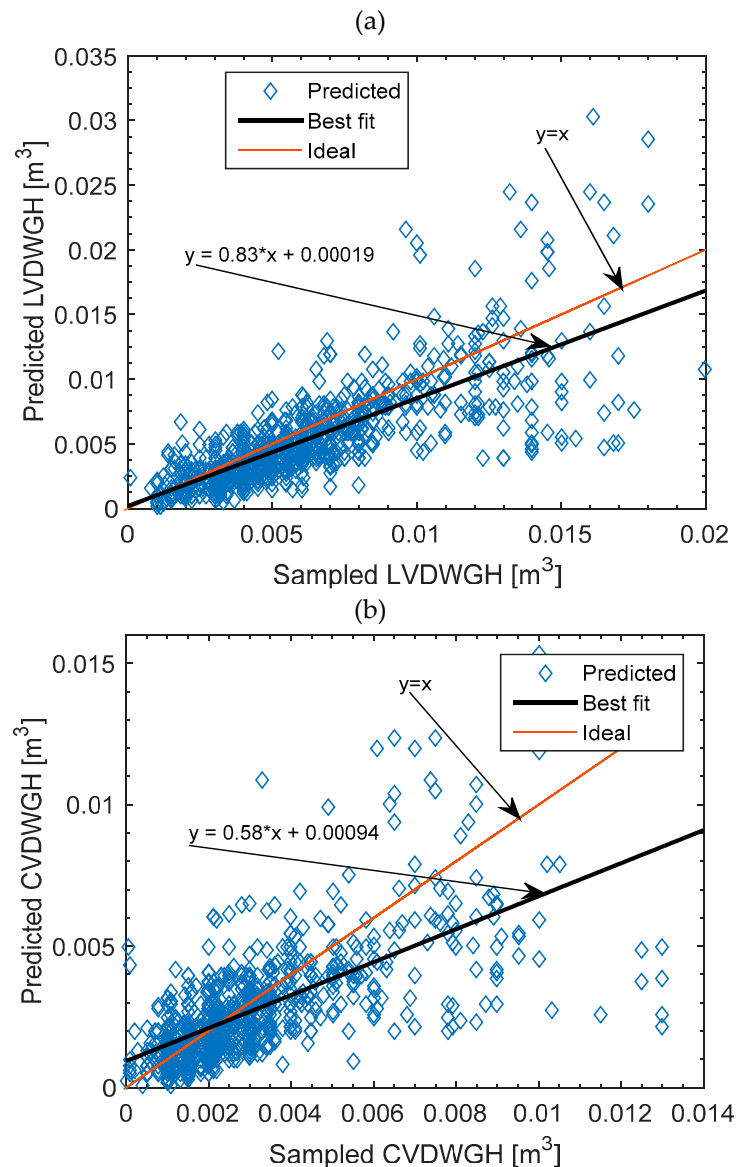 (a)
0.035
0.03
0.025
0.02
0.015
0.01
0.005
0
Predicted LVDWGH [m³]
Predicted
Best fit
Ideal
y=x
y = 0.83*x + 0.00019
0 0.005 0.01 0.015 0.02
Sampled LVDWGH [m³]
(b)
0.015
0.01
0.005
0
Predicted CVDWGH [m³]
Predicted
Best fit
Ideal
y=x
y = 0.58*x + 0.00094
0 0.002 0.004 0.006 0.008 0.01 0.012 0.014
Sampled CVDWGH [m³]